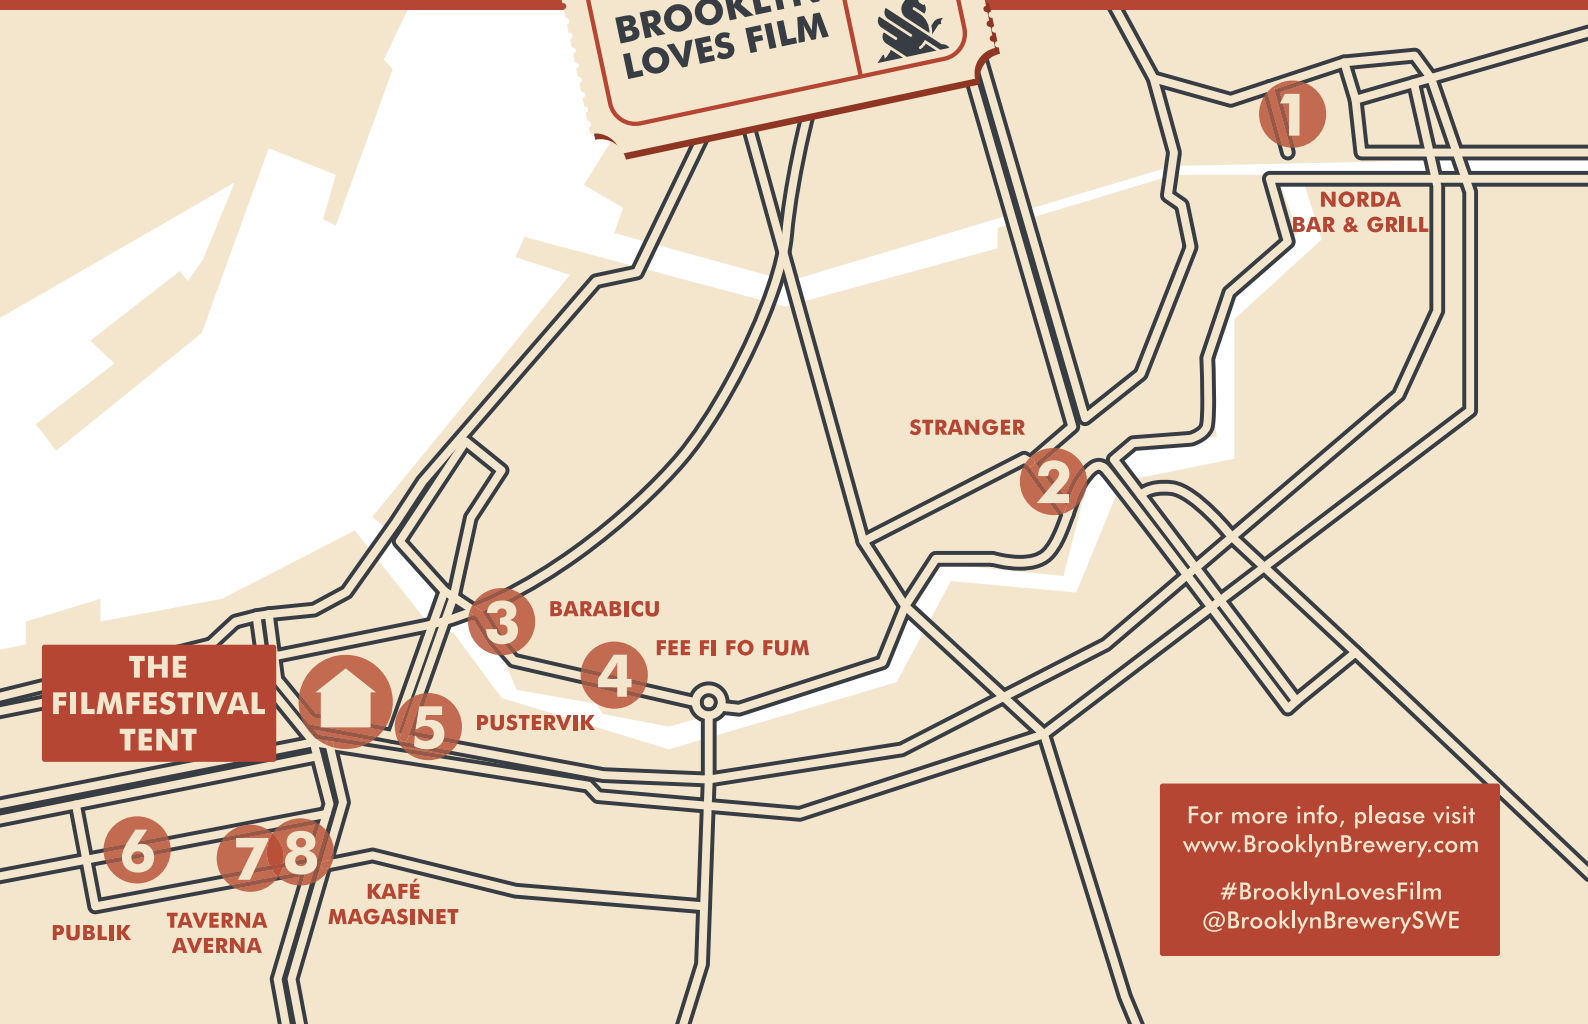 BROOKLYN
LOVES FILM
1
NORDA
BAR & GRILL
STRANGER
2
3
BARABICU
4
FEE FI FO FUM
THE
FILMFESTIVAL
TENT
5
PUSTERVIK
6
7
8
PUBLIK
TAVERNA
AVERNA
KAFÉ
MAGASINET
For more info, please visit
www.BrooklynBrewery.com
#BrooklynLovesFilm
@BrooklynBrewerySWE